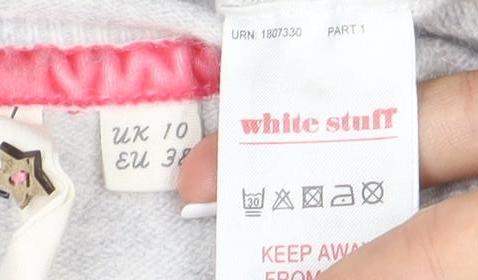 URN: 1807330 PART 1
UK 10
EU 38
white stuff
30
KEEP AWAY
FROM